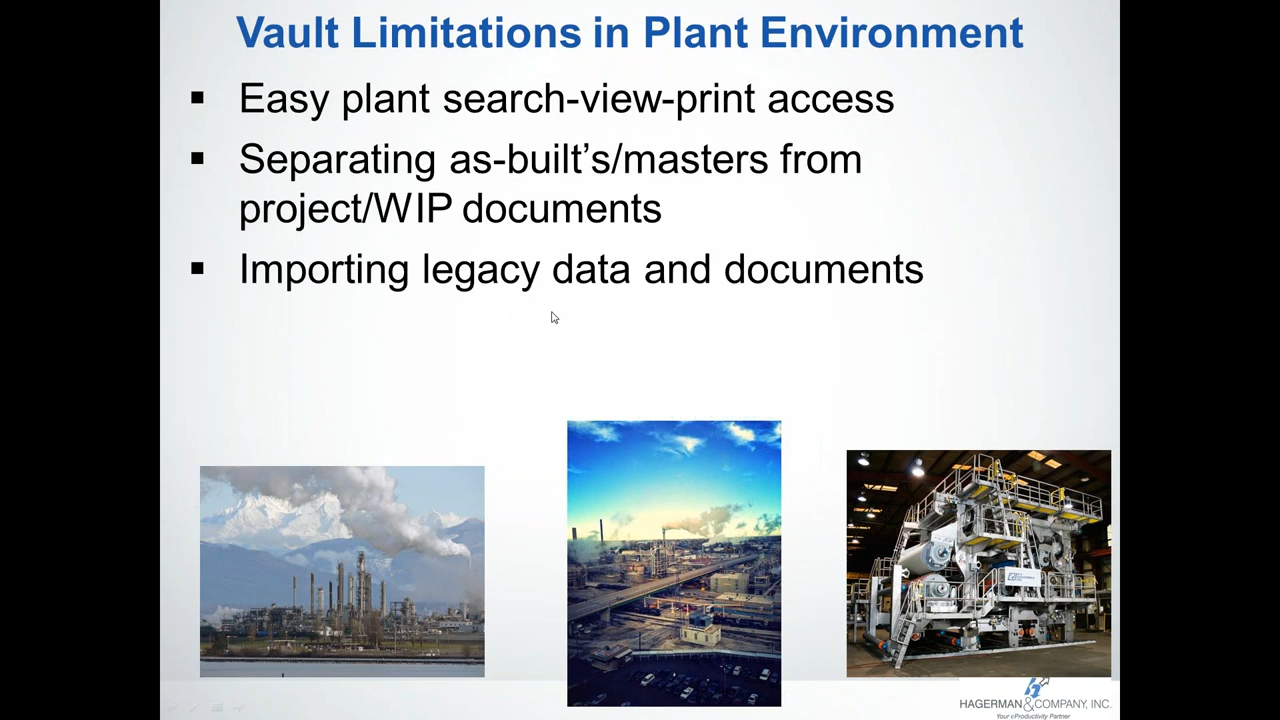 Vault Limitations in Plant Environment
▪ Easy plant search-view-print access
▪ Separating as-built’s/masters from
project/WIP documents
▪ Importing legacy data and documents
HAGERMAN&COMPANY, INC.
Your eProductivity Partner